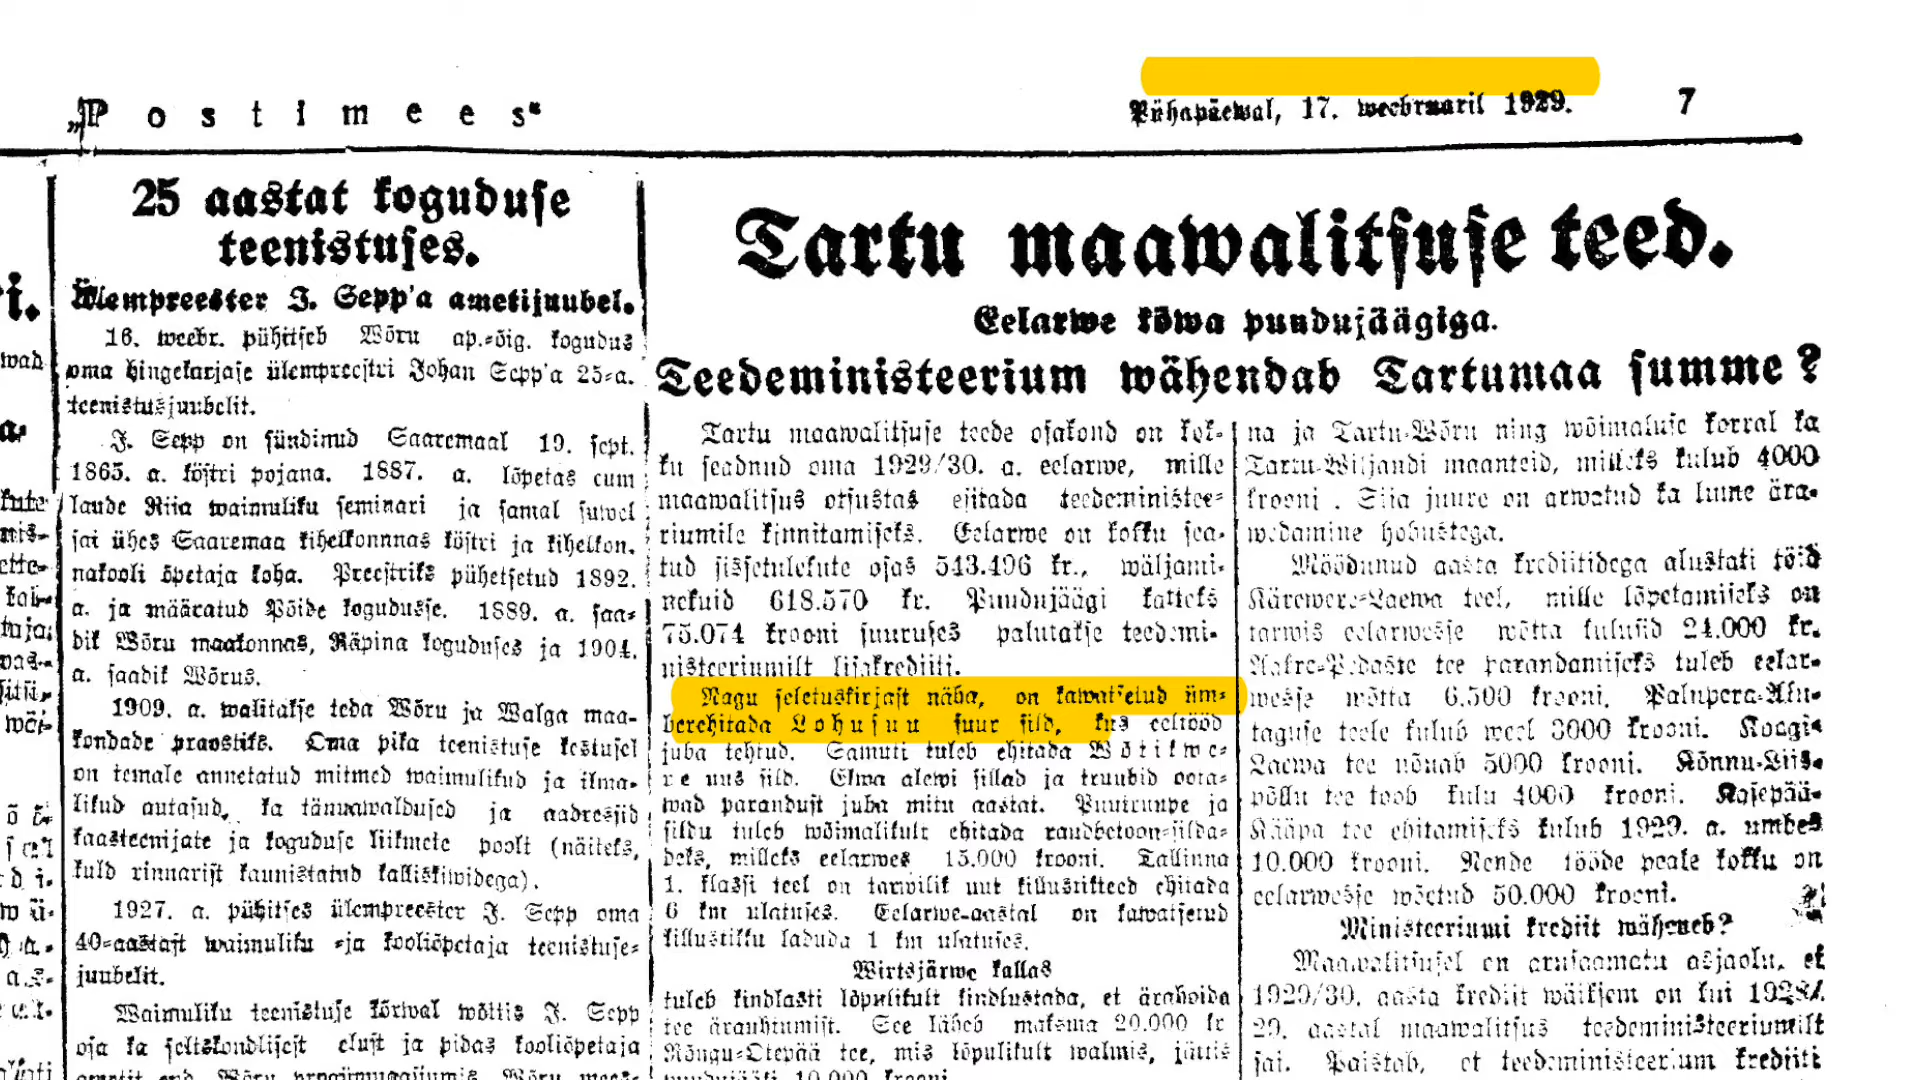 „Postimees“
Pühapäewal, 17. weebruaril 1929.
7
25 aastat koguduse
teenistuses.
Ülempreester J. Sepp'a ametijuubel.
16. weebr. pühitseb Wõru ap.-õig. kogudus
oma hingekarjase ülempreestri Johan Sepp'a 25-a.
teenistusjuubelit.
J. Sepp on sündinud Saaremaal 19. sept.
1865. a. köstri pojana. 1887. a. lõpetas cum
laude Riia waimuliku seminari ja samal suwel
sai ühes Saaremaa kihelkonnnas köstri ja kihelkon.
nakooli õpetaja koha. Preestriks pühetsetud 1892.
a. ja määratud Pöide kogudusse. 1889. a. saa-
dik Wõru maakonnas, Räpina koguduses ja 1904.
a. saadik Wõrus.
1909. a. walitakse teda Wõru ja Walga maa-
kondade praostiks. Oma pika teenistuse kestusel
on temale annetatud mitmed waimulikud ja ilma-
likud autasud, ka tänuawaldused ja aadressid
kaasteenijate ja koguduse liikmete poolt (näiteks,
kuld rinnarist kaunistatud kalliskiwidega).
1927. a. pühitses ülempreester J. Sepp oma
40-aastast waimuliku -ja kooliõpetaja teenistuse-
juubelit.
Waimuliku teenistuse kõrwal wõttis J. Sepp
osa ka seltskondlisest elust ja pidas kooliõpetaja
Tartu maawalitsuse teed.
Eelarwe kõwa puudujäägiga.
Teedeministeerium wähendab Tartumaa summe?
Tartu maawalitsuse teede osakond on kok-
ku seadnud oma 1929/30. a. eelarwe, mille
maawalitsus otsustas esitada teedeministee-
riumile kinnitamiseks. Eelarwe on kokku sea-
tud sissetulekute osas 543.496 kr., wäljami-
nekuid 618.570 kr. Puudujäägi katteks
75.074 krooni suuruses palutakse teedemi-
nisteeriumilt lisakrediiti.
Nagu seletuskirjast näha, on kawatsetud üm-
berehitada Lohusuu suur sild, kus eeltööd
juba tehtud. Samuti tuleb ehitada Wõtikwe-
re uus sild. Elwa alewi sillad ja truubid oota-
wad parandust juba mitu aastat. Puutruupe ja
sildu tuleb wõimalikult ehitada raudbetoon-silda-
deks, milleks eelarwes 15.000 krooni. Tallinna
1. klassi teel on tarwilik uut killustikteed ehitada
6 km ulatuses. Eelarwe-aastal on kawatsetud
killustikku laduda 1 km ulatuses.
Wirtsjärwe kallas
tuleb kindlasti lõpulikult kindlustada, et ärahoida
tee ärauhtumist. See läheb maksma 20.000 kr
Rõngu-Otepää tee, mis lõpulikult walmis, jättis
puudujääki 10.000 krooni.
na ja Tartu-Wõru ning wõimaluse korral ka
Tartu-Wiljandi maanteid, milleks kulub 4000
krooni. Siia juure on arwatud ka lume ära-
wedamine hobustega.
Möödunud aasta krediitidega alustati töid
Kärewere-Laewa teel, mille lõpetamiseks on
tarwis eelarwesse wõtta kulusid 24.000 kr.
Aakre-Pedaste tee parandamiseks tuleb eelar-
wesse wõtta 6.500 krooni. Palupera-Atu-
taguse teele kulub weel 3000 krooni. Koogi-
Laewa tee nõuab 5000 krooni. Kõnnu-Liis-
põllu tee toob kulu 4000 krooni. Kasepää-
Kääpa tee ehitamiseks kulub 1929. a. umbes
10.000 krooni. Nende tööde peale kokku on
eelarwesse wõetud 50.000 krooni.
Ministeeriumi krediit wäheneb?
Maawalitsusel on arusaamatu asjaolu, et
1929/30. aasta krediit wäiksem on kui 1928/
29. aastal maawalitsus teedeministeeriumilt
sai. Paistab, et teedeministeerium krediiti